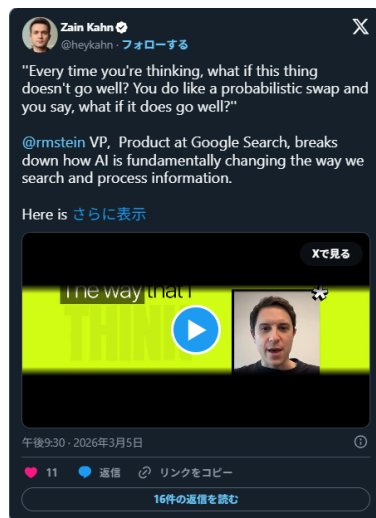 Zain Kahn
@heykahn · フォローする
"Every time you're thinking, what if this thing
doesn't go well? You do like a probabilistic swap and
you say, what if it does go well?"
@rmstein VP,  Product at Google Search, breaks
down how AI is fundamentally changing the way we
search and process information.
Here is さらに表示
Xで見る
The way that I
THINK
午後9:30 · 2026年3月5日
11 返信 リンクをコピー
16件の返信を読む